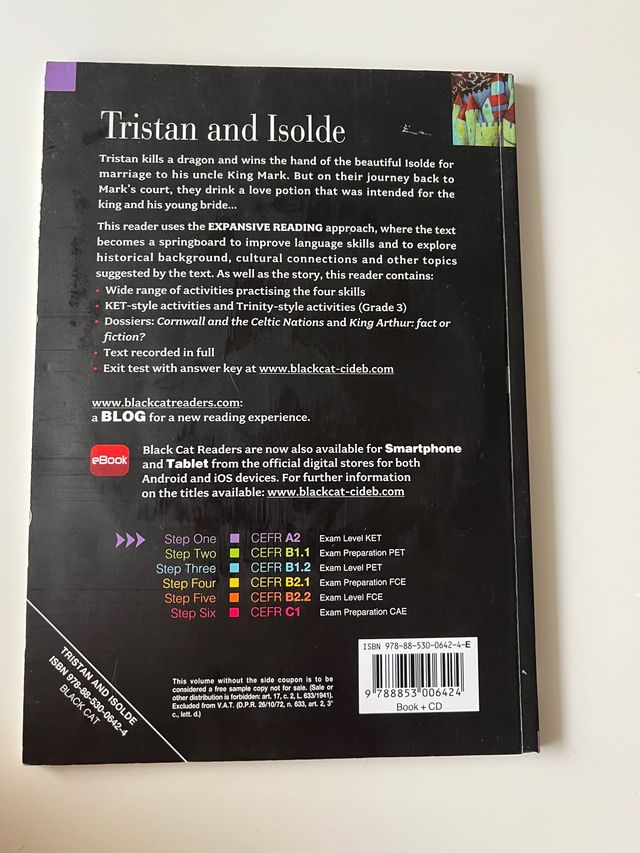 Tristan and Isolde
Tristan kills a dragon and wins the hand of the beautiful Isolde for
marriage to his uncle King Mark. But on their journey back to
Mark's court, they drink a love potion that was intended for the
king and his young bride...
This reader uses the EXPANSIVE READING approach, where the text
becomes a springboard to improve language skills and to explore
historical background, cultural connections and other topics
suggested by the text. As well as the story, this reader contains:
• Wide range of activities practising the four skills
• KET-style activities and Trinity-style activities (Grade 3)
• Dossiers: Cornwall and the Celtic Nations and King Arthur: fact or
fiction?
• Text recorded in full
• Exit test with answer key at www.blackcat-cideb.com
www.blackcatreaders.com:
a BLOG for a new reading experience.
eBook
Black Cat Readers are now also available for Smartphone
and Tablet from the official digital stores for both
Android and iOS devices. For further information
on the titles available: www.blackcat-cideb.com
Step One CEFR A2 Exam Level KET
Step Two CEFR B1.1 Exam Preparation PET
Step Three CEFR B1.2 Exam Level PET
Step Four CEFR B2.1 Exam Preparation FCE
Step Five CEFR B2.2 Exam Level FCE
Step Six CEFR C1 Exam Preparation CAE
TRISTAN AND ISOLDE
ISBN 978-88-530-0642-4
BLACK CAT
This volume without the side coupon is to be
considered a free sample copy not for sale. (Sale or
other distribution is forbidden: art. 17, c. 2, L. 633/1941).
Excluded from V.A.T. (D.P.R. 26/10/72, n. 633, art. 2, 3°
c., lett. d.)
ISBN 978-88-530-0642-4-E
9 788853 006424
Book + CD